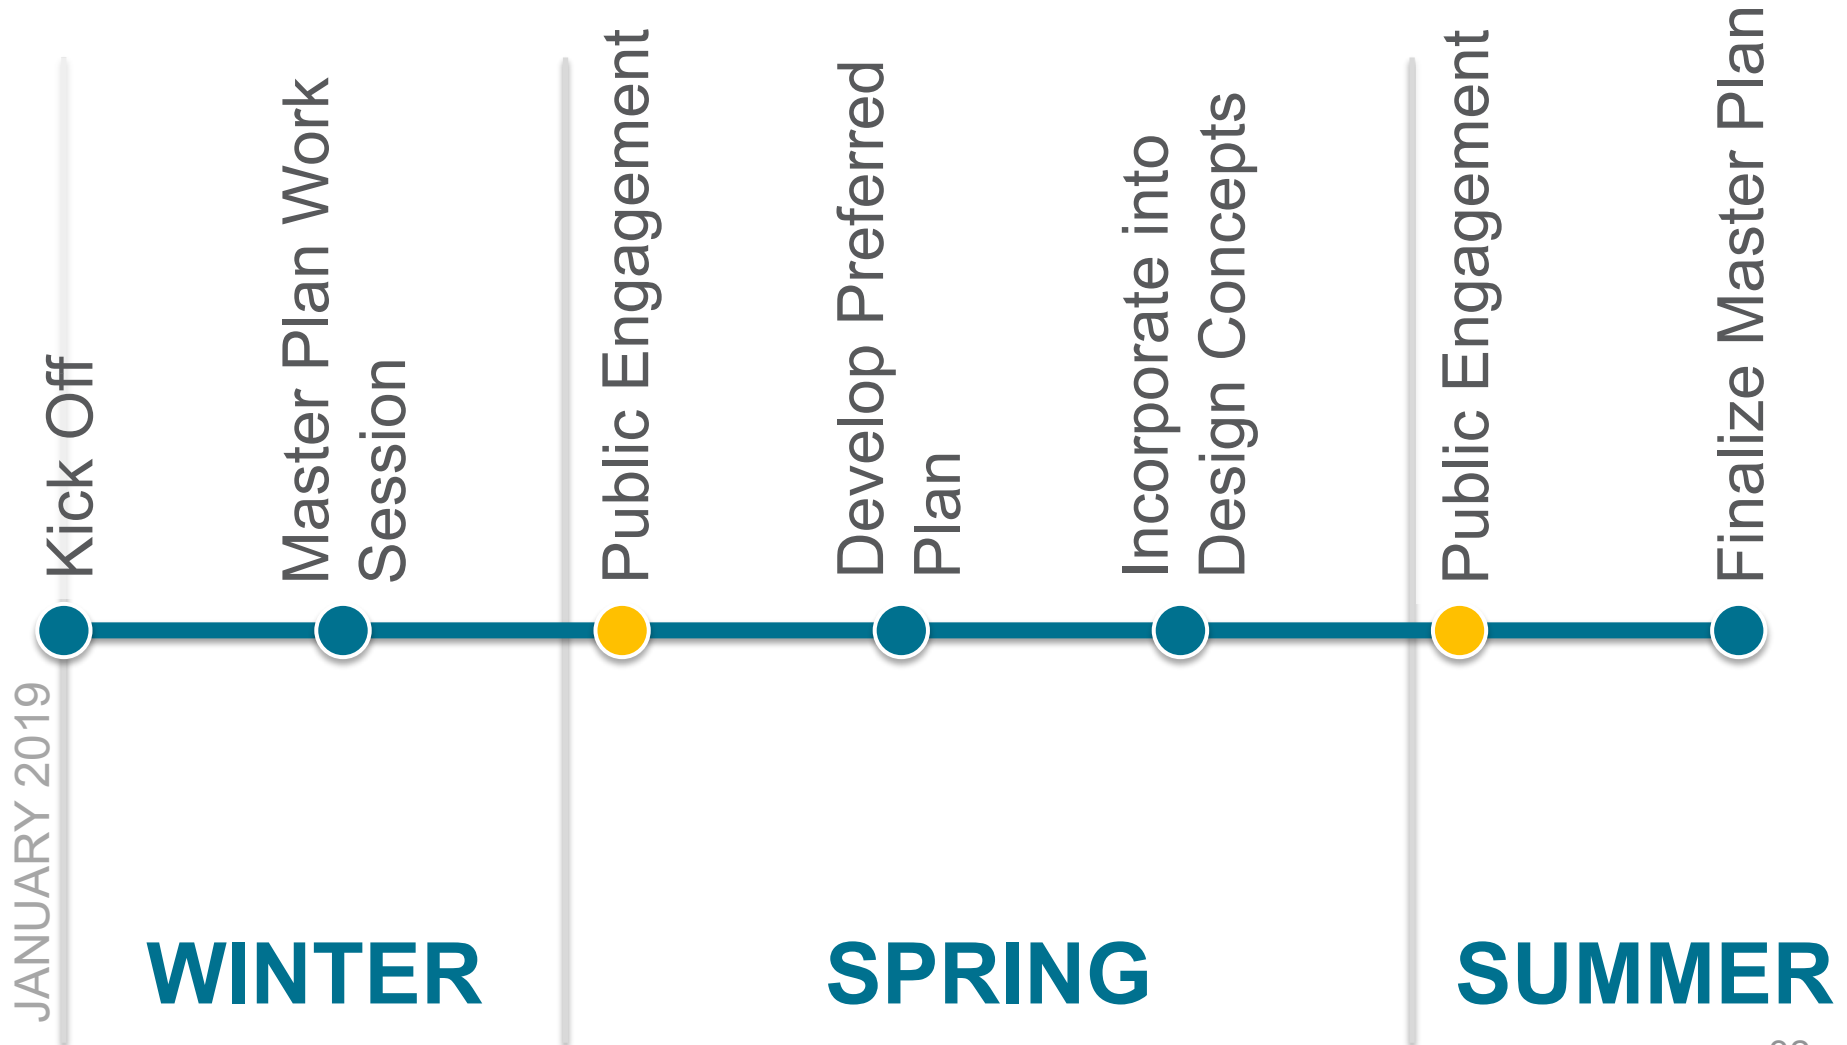 Kick Off
Master Plan Work
Session
Public Engagement
Develop Preferred
Plan
Incorporate into
Design Concepts
Public Engagement
Finalize Master Plan
JANUARY 2019
WINTER
SPRING
SUMMER